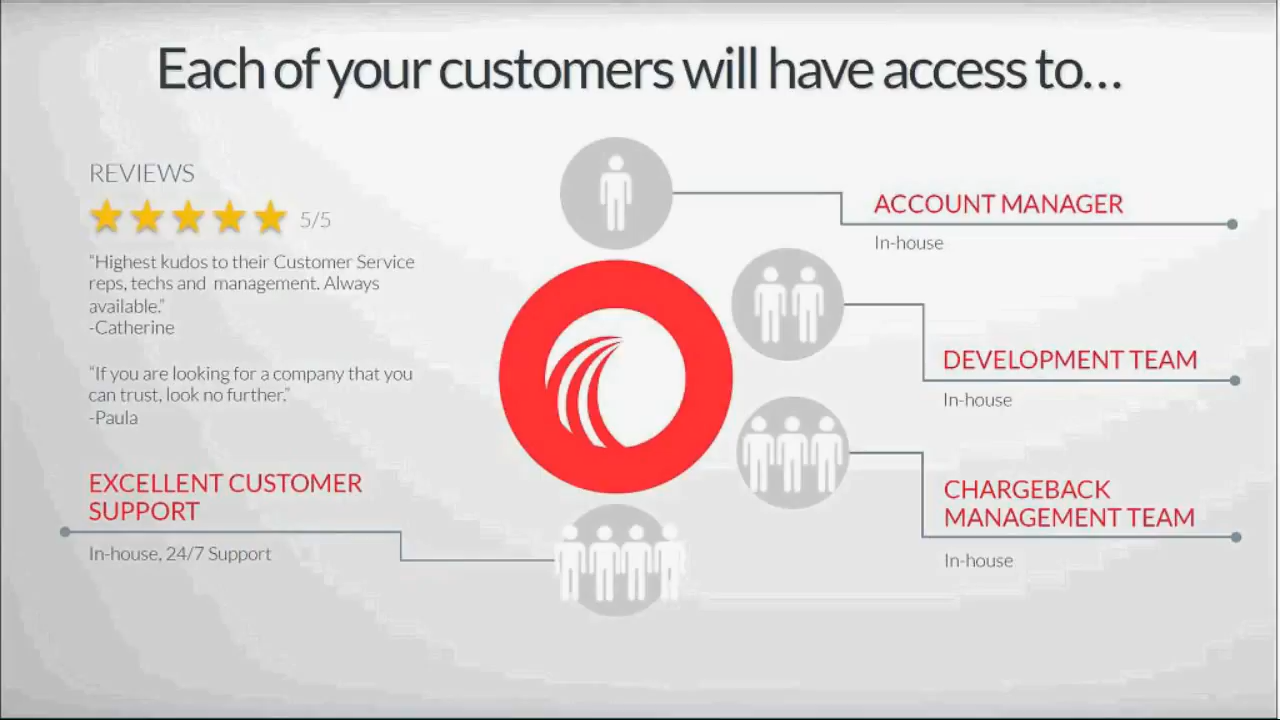 Each of your customers will have access to...
REVIEWS
5/5
“Highest kudos to their Customer Service
reps, techs and management. Always
available.”
-Catherine
“If you are looking for a company that you
can trust, look no further.”
-Paula
EXCELLENT CUSTOMER
SUPPORT
In-house, 24/7 Support
ACCOUNT MANAGER
In-house
DEVELOPMENT TEAM
In-house
CHARGEBACK
MANAGEMENT TEAM
In-house